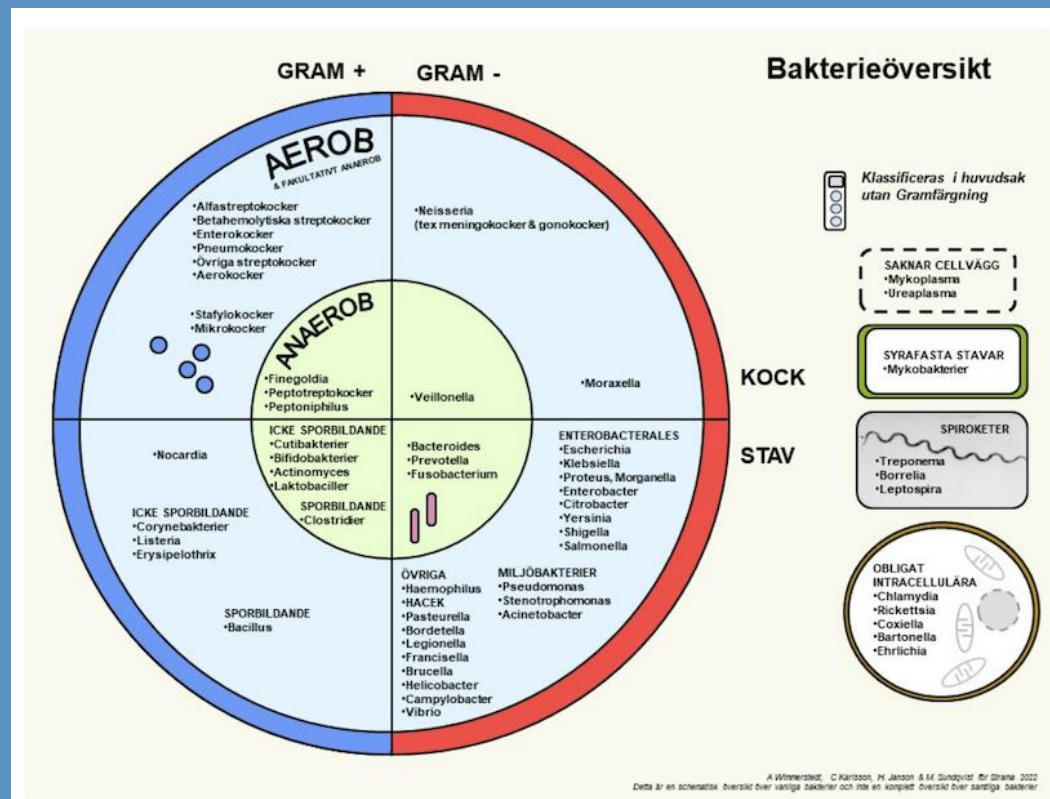 GRAM +
GRAM -
Bakterieöversikt
AEROB
& FAKULTATIVT ANAEROB
•Alfastreptokocker
•Betahemolytiska streptokocker
•Enterokocker
•Pneumokocker
•Övriga streptokocker
•Aerokocker
•Stafylokocker
•Mikrokocker
•Neisseria
(tex meningokocker & gonokocker)
•Moraxella
ANAEROB
•Finegoldia
•Peptotreptokocker
•Peptoniphilus
•Veillonella
KOCK
STAV
•Nocardia
ICKE SPORBILDANDE
•Corynebakterier
•Listeria
•Erysipelothrix
SPORBILDANDE
•Bacillus
ICKE SPORBILDANDE
•Cutibakterier
•Bifidobakterier
•Actinomyces
•Laktobaciller
SPORBILDANDE
•Clostridier
•Bacteroides
•Prevotella
•Fusobacterium
ENTEROBACTERALES
•Escherichia
•Klebsiella
•Proteus, Morganella
•Enterobacter
•Citrobacter
•Yersinia
•Shigella
•Salmonella
ÖVRIGA
•Haemophilus
•HACEK
•Pasteurella
•Bordetella
•Legionella
•Francisella
•Brucella
•Helicobacter
•Campylobacter
•Vibrio
MILJÖBAKTERIER
•Pseudomonas
•Stenotrophomonas
•Acinetobacter
Klassificeras i huvudsak
utan Gramfärgning
SAKNAR CELLVÄGG
•Mykoplasma
•Ureaplasma
SYRAFASTA STAVAR
•Mykobakterier
SPIROKETER
•Treponema
•Borrelia
•Leptospira
OBLIGAT
INTRACELLULÄRA
•Chlamydia
•Rickettsia
•Coxiella
•Bartonella
•Ehrlichia
A Winnerstedt, C Karlsson, H. Janson & M. Sundqvist för Strama 2022
Detta är en schematisk översikt över vanliga bakterier och inte en komplett översikt över samtliga bakterier